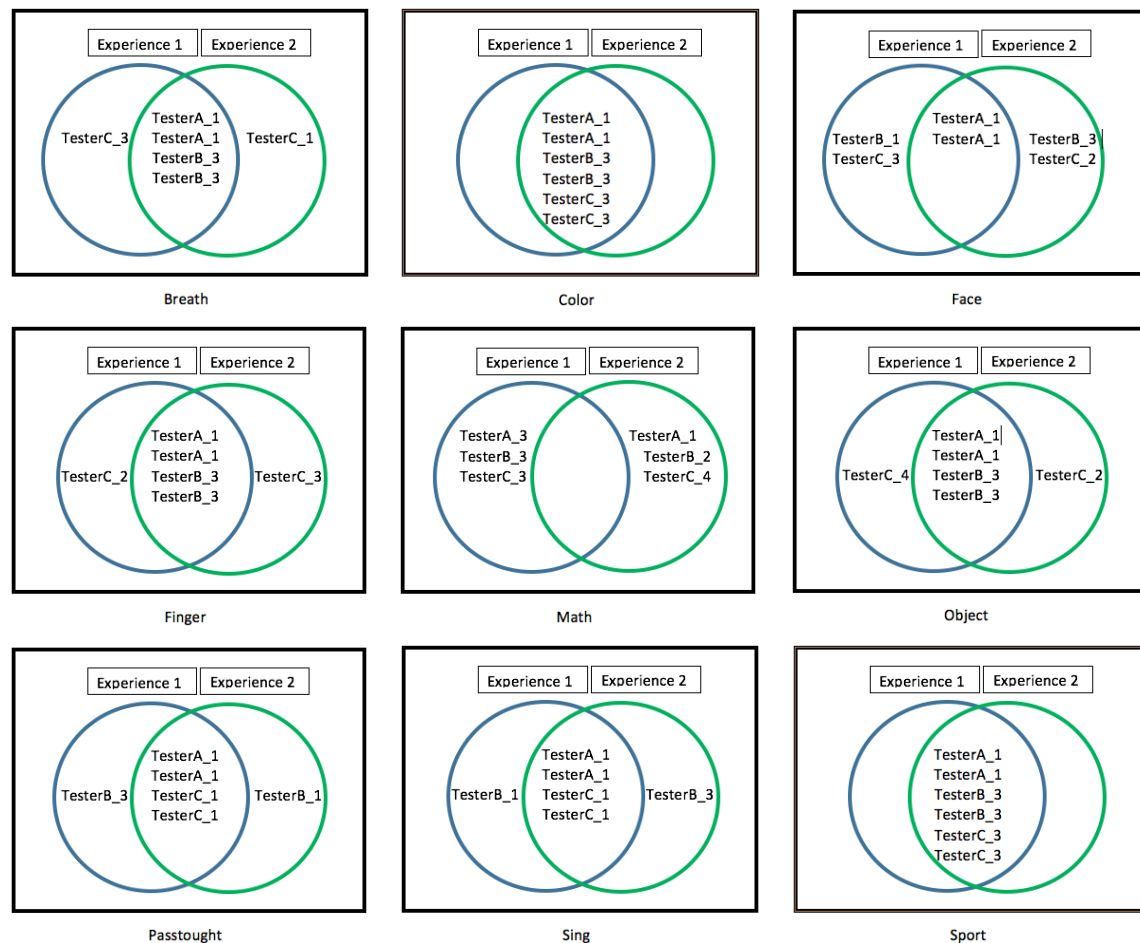 Experience 1
Experience 2
TesterC_3
TesterA_1
TesterA_1
TesterB_3
TesterB_3
TesterC_1
Breath
Experience 1
Experience 2
TesterA_1
TesterA_1
TesterB_3
TesterB_3
TesterC_3
TesterC_3
Color
Experience 1
Experience 2
TesterB_1
TesterC_3
TesterA_1
TesterA_1
TesterB_3
TesterC_2
Face
Experience 1
Experience 2
TesterC_2
TesterA_1
TesterA_1
TesterB_3
TesterB_3
TesterC_3
Finger
Experience 1
Experience 2
TesterA_3
TesterB_3
TesterC_3
TesterA_1
TesterB_2
TesterC_4
Math
Experience 1
Experience 2
TesterC_4
TesterA_1
TesterA_1
TesterB_3
TesterB_3
TesterC_2
Object
Experience 1
Experience 2
TesterB_3
TesterA_1
TesterA_1
TesterC_1
TesterC_1
TesterB_1
Passtought
Experience 1
Experience 2
TesterB_1
TesterA_1
TesterA_1
TesterC_1
TesterC_1
TesterB_3
Sing
Experience 1
Experience 2
TesterA_1
TesterA_1
TesterB_3
TesterB_3
TesterC_3
TesterC_3
Sport